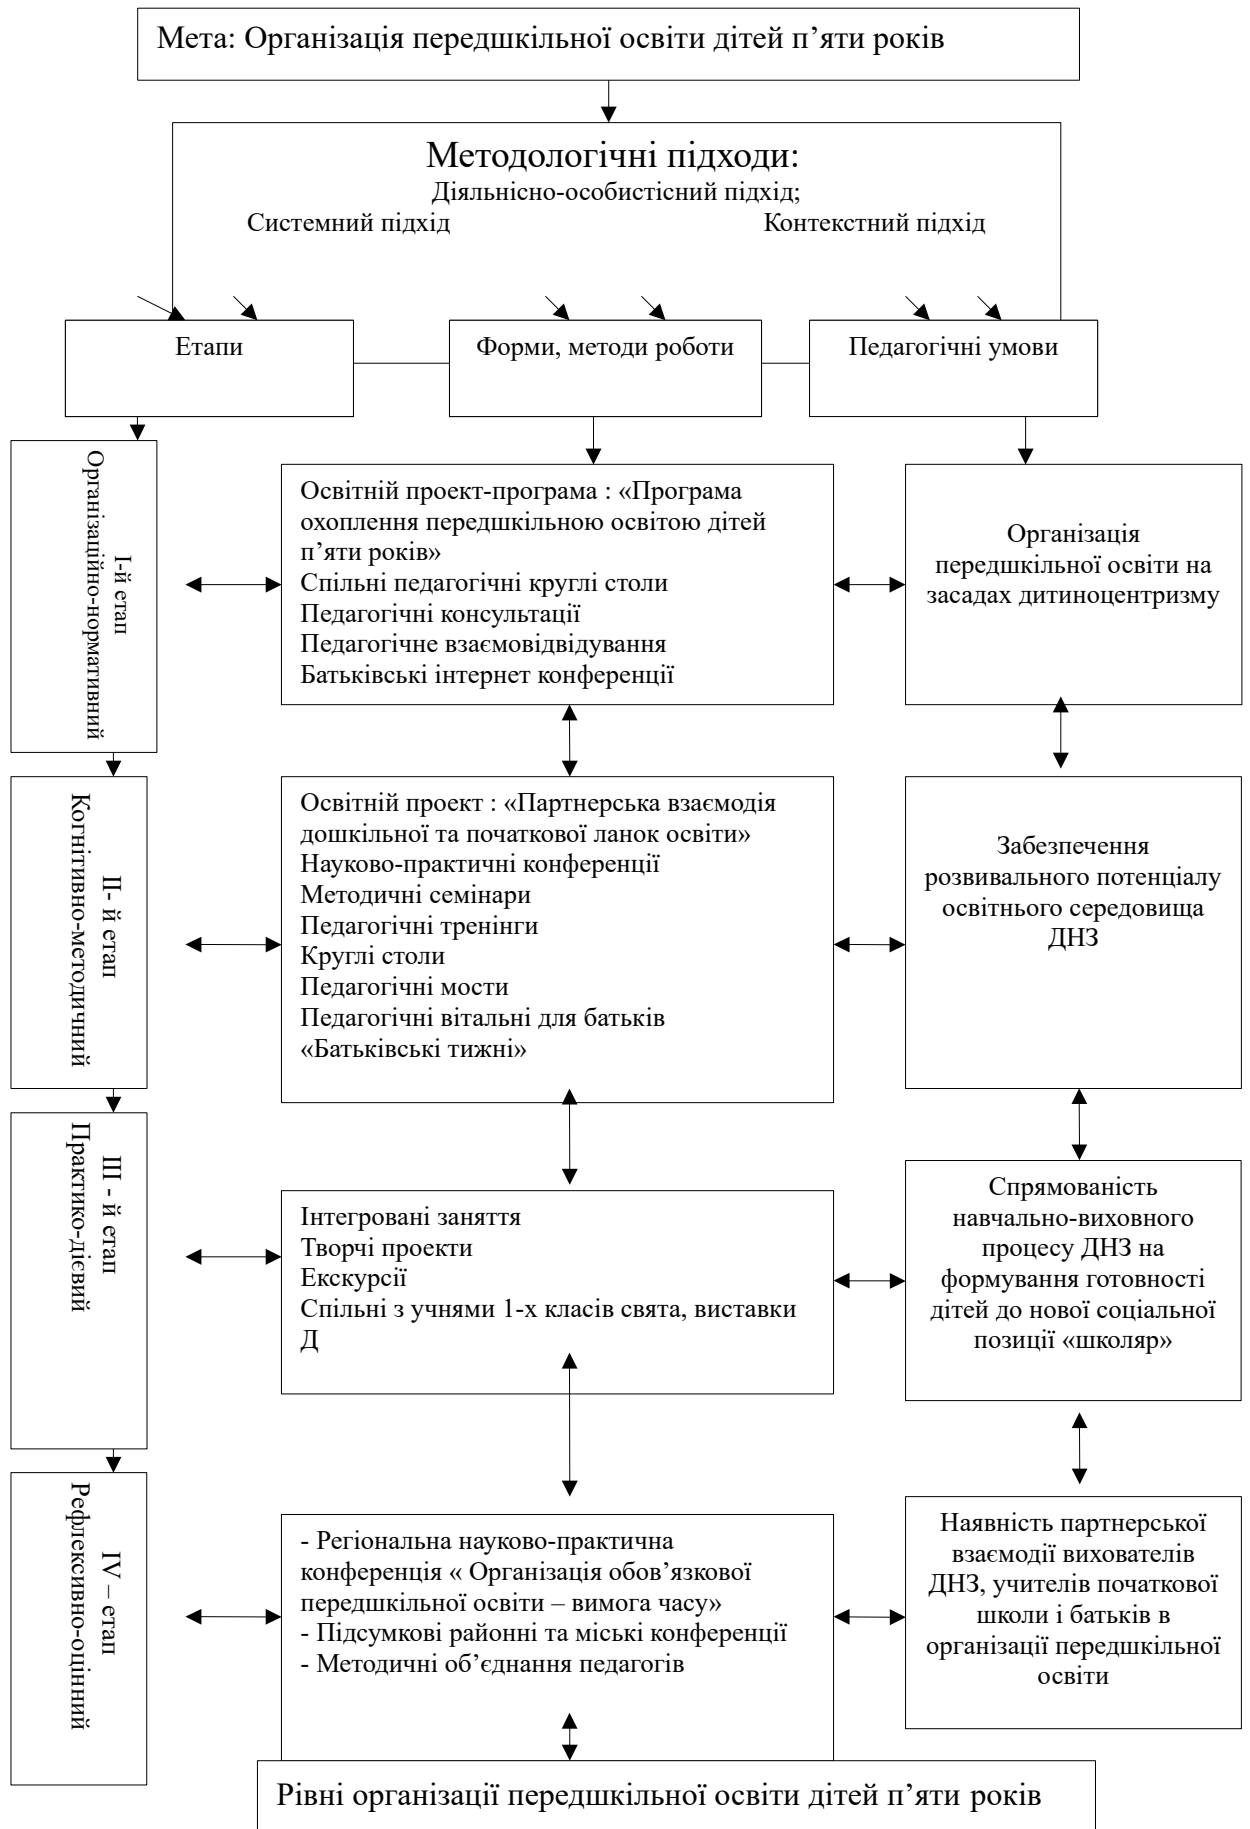 Мета: Організація передшкільної освіти дітей п’яти років
Методологічні підходи:
Діяльнісно-особистісний підхід;
Системний підхід Контекстний підхід
Етапи
Форми, методи роботи
Педагогічні умови
І-й етап
Організаційно-нормативний
Освітній проект-програма : «Програма
охоплення передшкільною освітою дітей
п’яти років»
Спільні педагогічні круглі столи
Педагогічні консультації
Педагогічне взаємовідвідування
Батьківські інтернет конференції
Організація
передшкільної освіти на
засадах дитиноцентризму
ІІ- й етап
Когнітивно-методичний
Освітній проект : «Партнерська взаємодія
дошкільної та початкової ланок освіти»
Науково-практичні конференції
Методичні семінари
Педагогічні тренінги
Круглі столи
Педагогічні мости
Педагогічні вітальні для батьків
«Батьківські тижні»
Забезпечення
розвивального потенціалу
освітнього середовища
ДНЗ
ІІІ - й етап
Практико-дієвий
Інтегровані заняття
Творчі проекти
Екскурсії
Спільні з учнями 1-х класів свята, виставки
Д
Спрямованість
навчально-виховного
процесу ДНЗ на
формування готовності
дітей до нової соціальної
позиції «школяр»
IV – етап
Рефлексивно-оцінний
- Регіональна науково-практична
конференція « Організація обов’язкової
передшкільної освіти – вимога часу»
- Підсумкові районні та міські конференції
- Методичні об’єднання педагогів
Наявність партнерської
взаємодії вихователів
ДНЗ, учителів початкової
школи і батьків в
організації передшкільної
освіти
Рівні організації передшкільної освіти дітей п’яти років